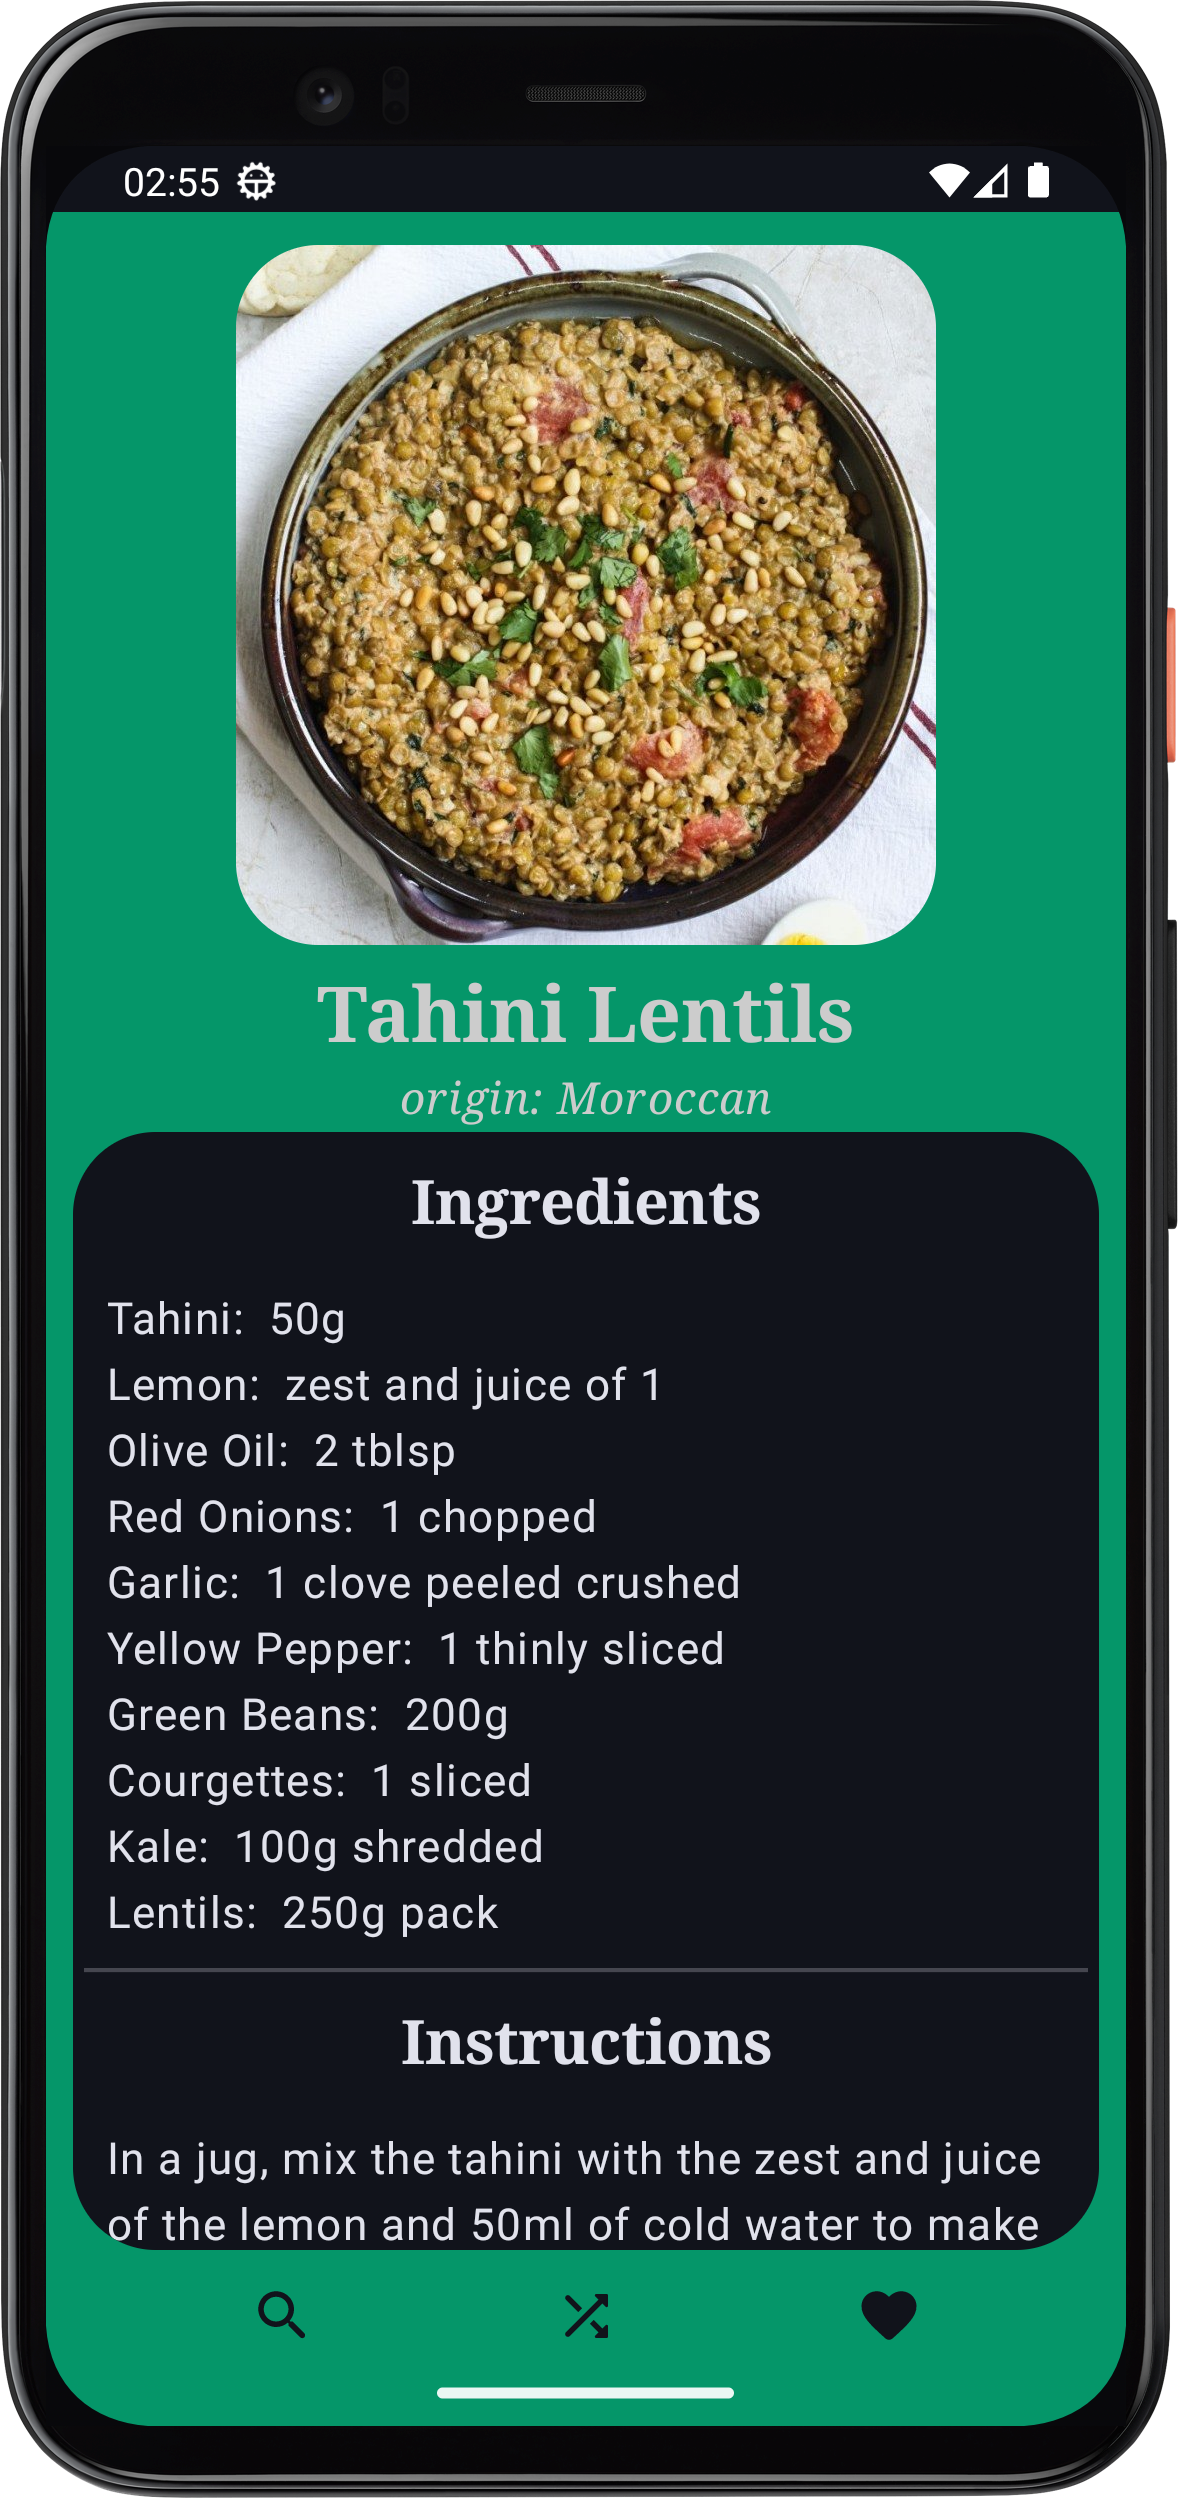 02:55
Tahini Lentils
origin: Moroccan
Ingredients
Tahini:  50g
Lemon:  zest and juice of 1
Olive Oil:  2 tblsp
Red Onions:  1 chopped
Garlic:  1 clove peeled crushed
Yellow Pepper:  1 thinly sliced
Green Beans:  200g
Courgettes:  1 sliced
Kale:  100g shredded
Lentils:  250g pack
Instructions
In a jug, mix the tahini with the zest and juice
of the lemon and 50ml of cold water to make